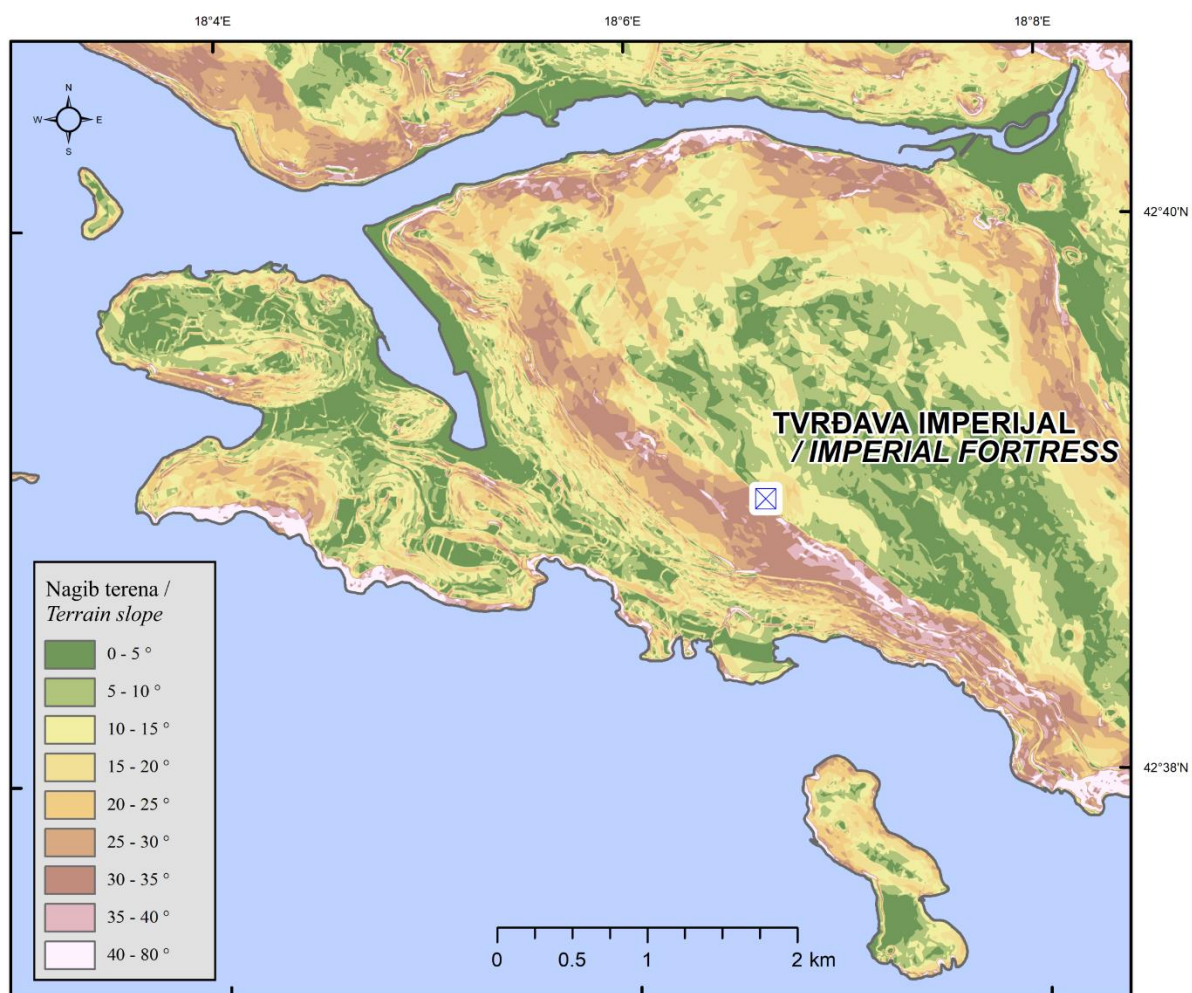 18°4'E
18°6'E
18°8'E
N
W E
S
42°40'N
TVRĐAVA IMPERIJAL
/ IMPERIAL FORTRESS
Nagib terena /
Terrain slope
0 - 5 °
5 - 10 °
10 - 15 °
15 - 20 °
20 - 25 °
25 - 30 °
30 - 35 °
35 - 40 °
40 - 80 °
42°38'N
0 0.5 1 2 km